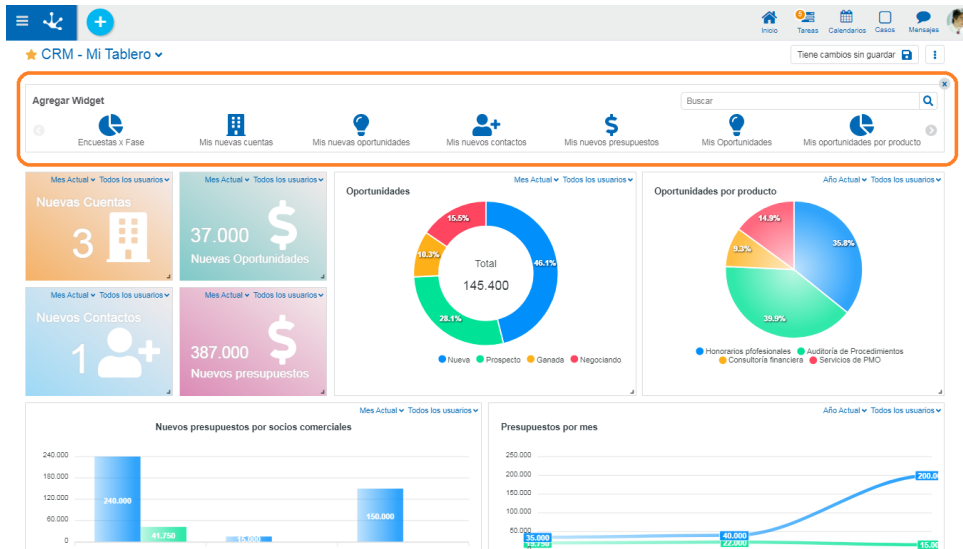 5
Inicio Tareas Calendarios Casos Mensajes
CRM - Mi Tablero
Tiene cambios sin guardar
Agregar Widget
Buscar
Encuestas x Fase
Mis nuevas cuentas
Mis nuevas oportunidades
Mis nuevos contactos
Mis nuevos presupuestos
Mis Oportunidades
Mis oportunidades por producto
Mes Actual Todos los usuarios
Nuevas Cuentas
3
Mes Actual Todos los usuarios
37.000
Nuevas Oportunidades
Mes Actual Todos los usuarios
Nuevos Contactos
1
Mes Actual Todos los usuarios
387.000
Nuevos presupuestos
Mes Actual Todos los usuarios
Oportunidades
15.5%
10.3%
46.1%
28.1%
Total
145.400
Nueva Prospecto Ganada Negociando
Año Actual Todos los usuarios
Oportunidades por producto
14.9%
9.3%
35.8%
39.9%
Honorarios pfofesionales Auditoría de Procedimientos
Consultoría financiera Servicios de PMO
Mes Actual Todos los usuarios
Nuevos presupuestos por socios comerciales
240.000
180.000
120.000
60.000
0
240.000
41.750
15.000
150.000
Año Actual Todos los usuarios
Presupuestos por mes
250.000
200.000
150.000
100.000
50.000
35.000
19.750
40.000
22.000
200.0
15.00